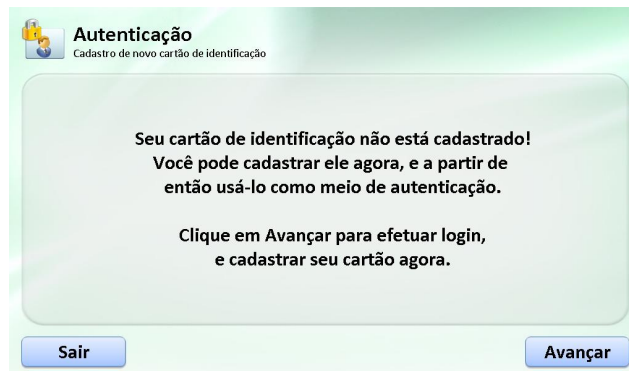 Autenticação
Cadastro de novo cartão de identificação
Seu cartão de identificação não está cadastrado!
Você pode cadastrar ele agora, e a partir de
então usá-lo como meio de autenticação.
Clique em Avançar para efetuar login,
e cadastrar seu cartão agora.
Sair
Avançar